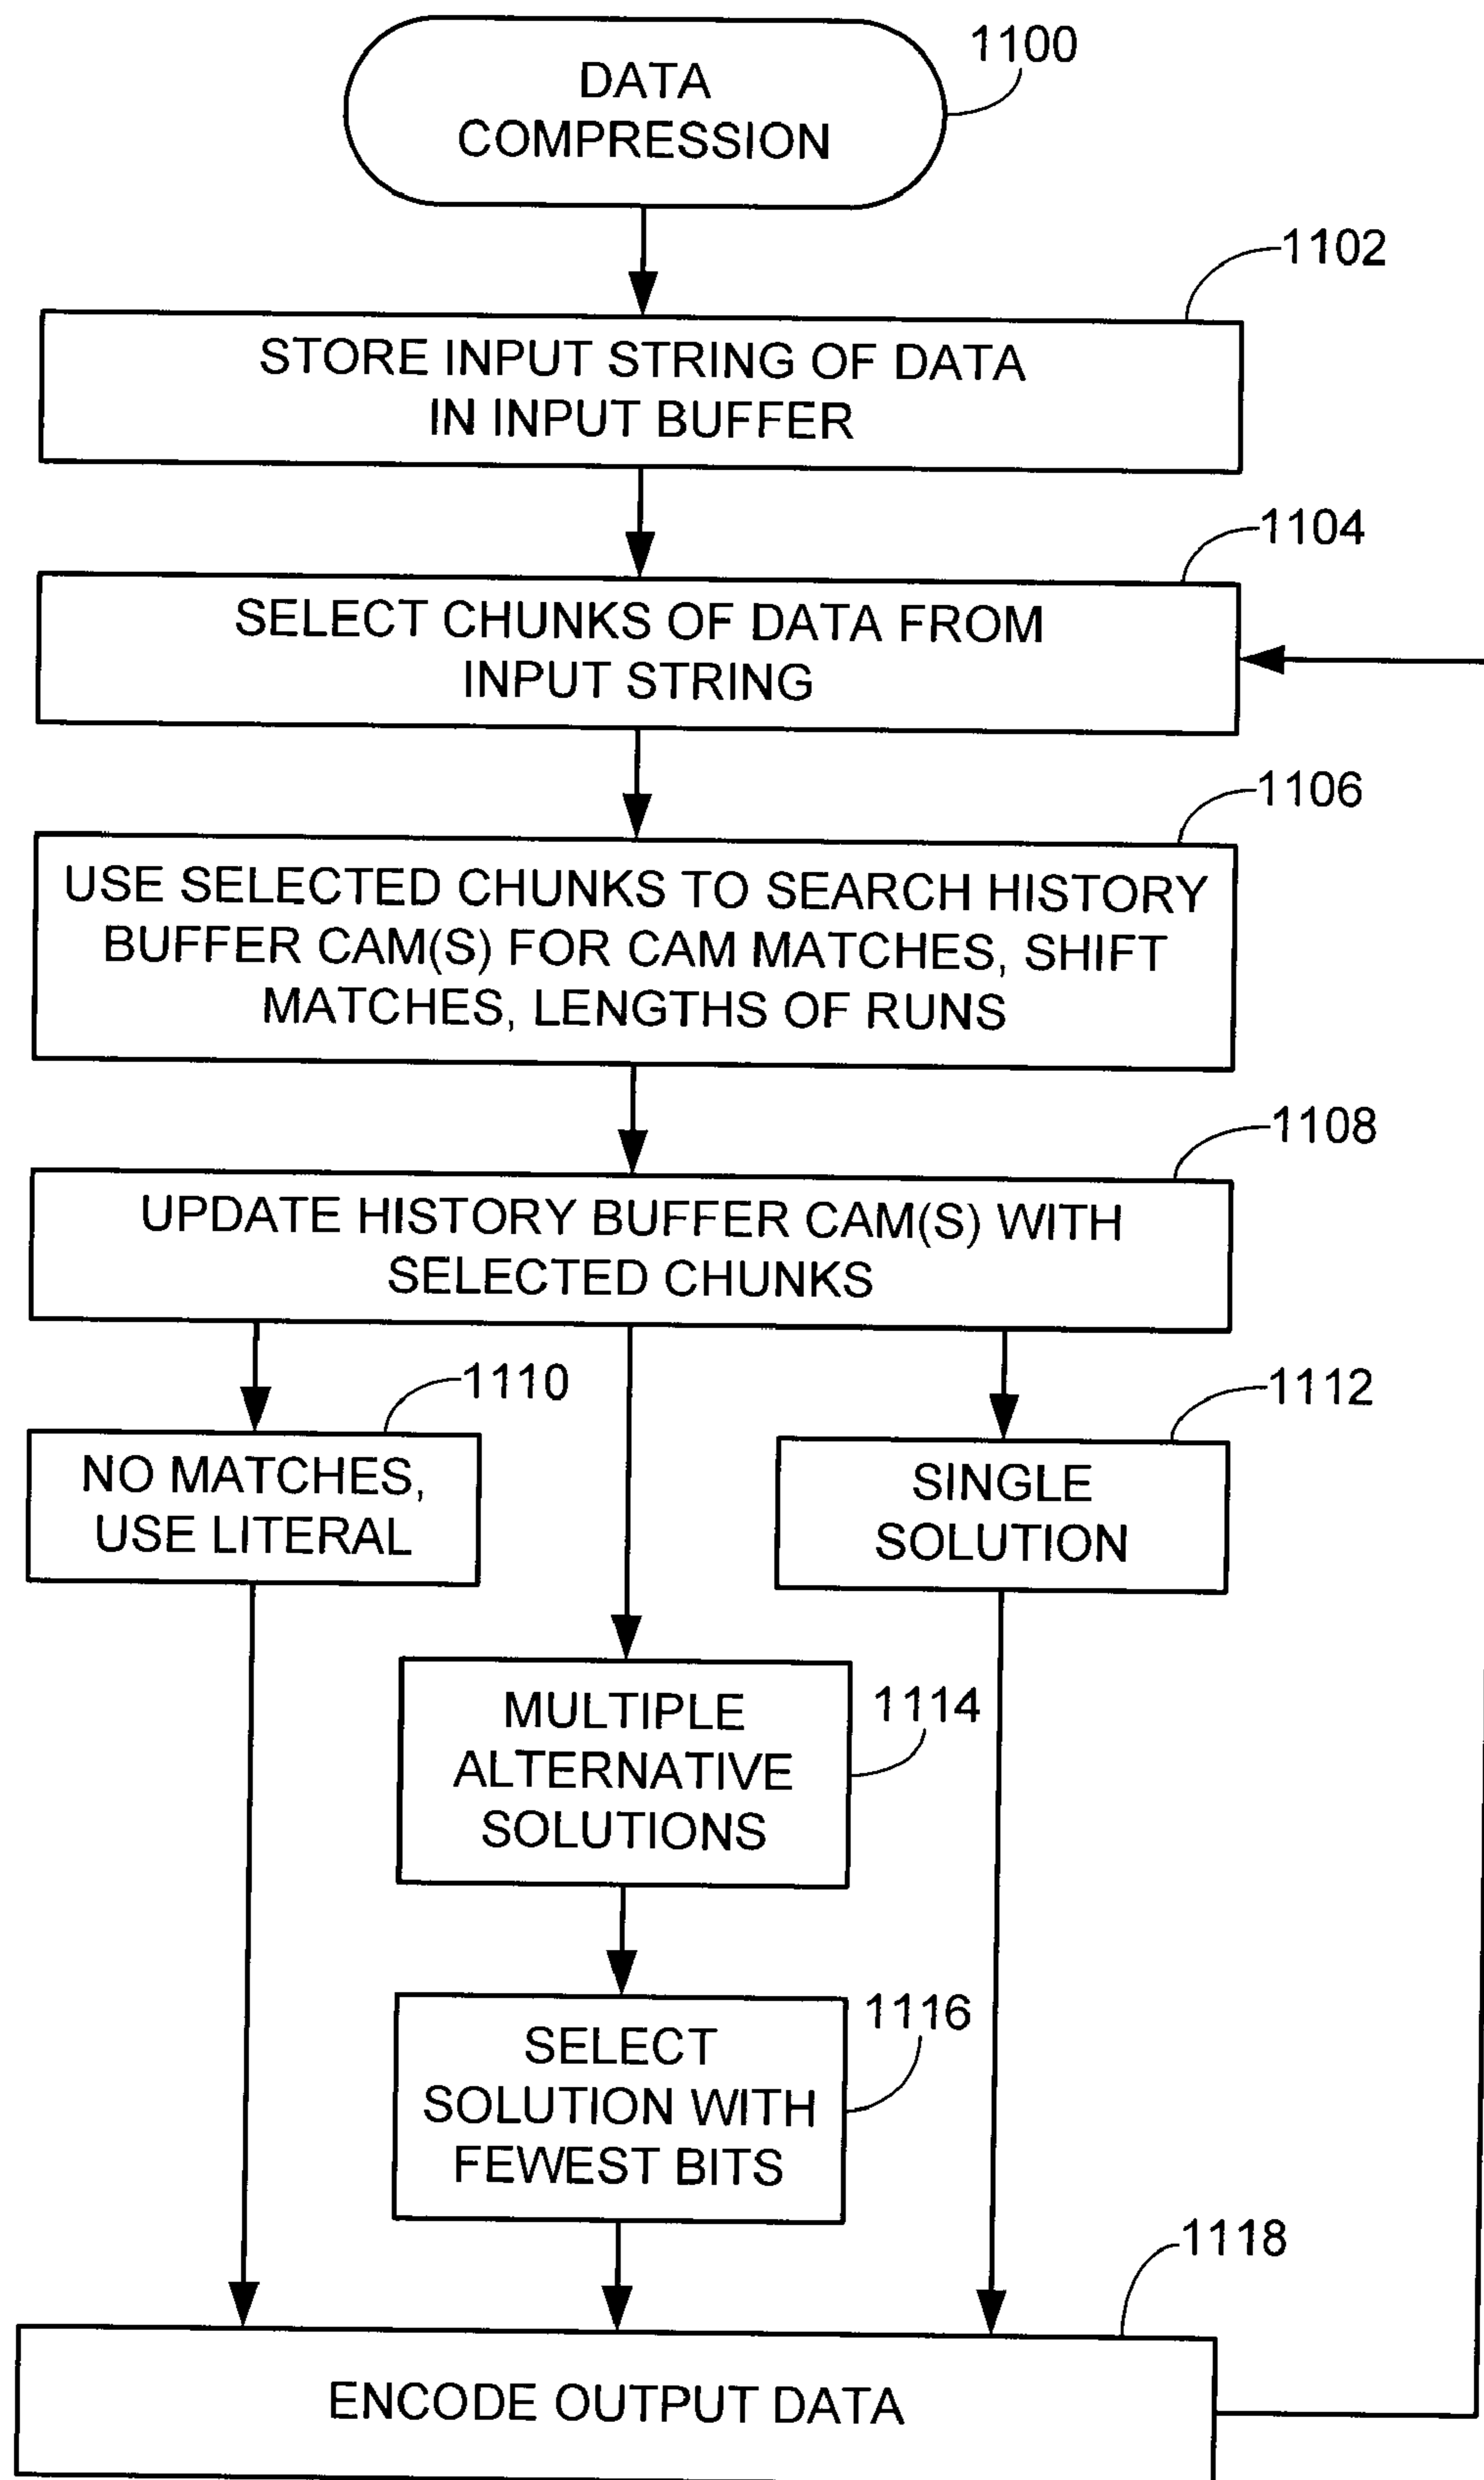 DATA
COMPRESSION
1100
STORE INPUT STRING OF DATA
IN INPUT BUFFER
1102
SELECT CHUNKS OF DATA FROM
INPUT STRING
1104
USE SELECTED CHUNKS TO SEARCH HISTORY
BUFFER CAM(S) FOR CAM MATCHES, SHIFT
MATCHES, LENGTHS OF RUNS
1106
UPDATE HISTORY BUFFER CAM(S) WITH
SELECTED CHUNKS
1108
NO MATCHES,
USE LITERAL
1110
SINGLE
SOLUTION
1112
MULTIPLE
ALTERNATIVE
SOLUTIONS
1114
SELECT
SOLUTION WITH
FEWEST BITS
1116
ENCODE OUTPUT DATA
1118